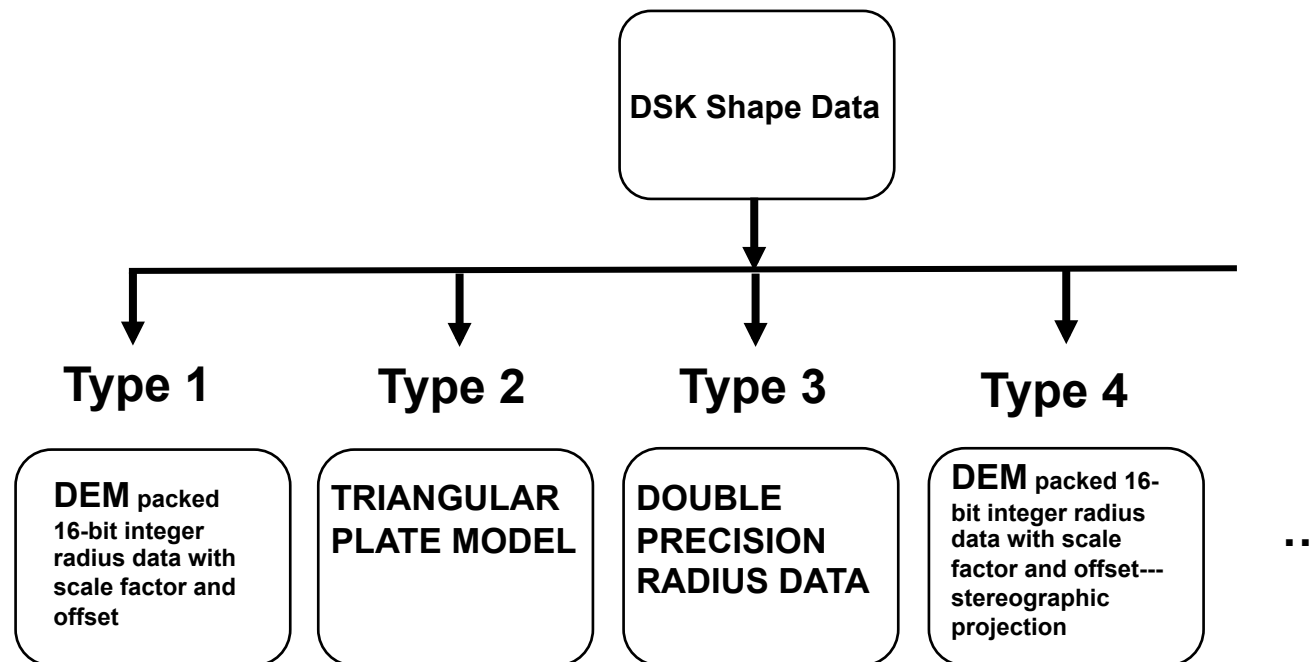 DSK Shape Data
Type 1
Type 2
Type 3
Type 4
DEM packed
16-bit integer
radius data with
scale factor and
offset
TRIANGULAR
PLATE MODEL
DOUBLE
PRECISION
RADIUS DATA
DEM packed 16-
bit integer radius
data with scale
factor and offset---
stereographic
projection
..